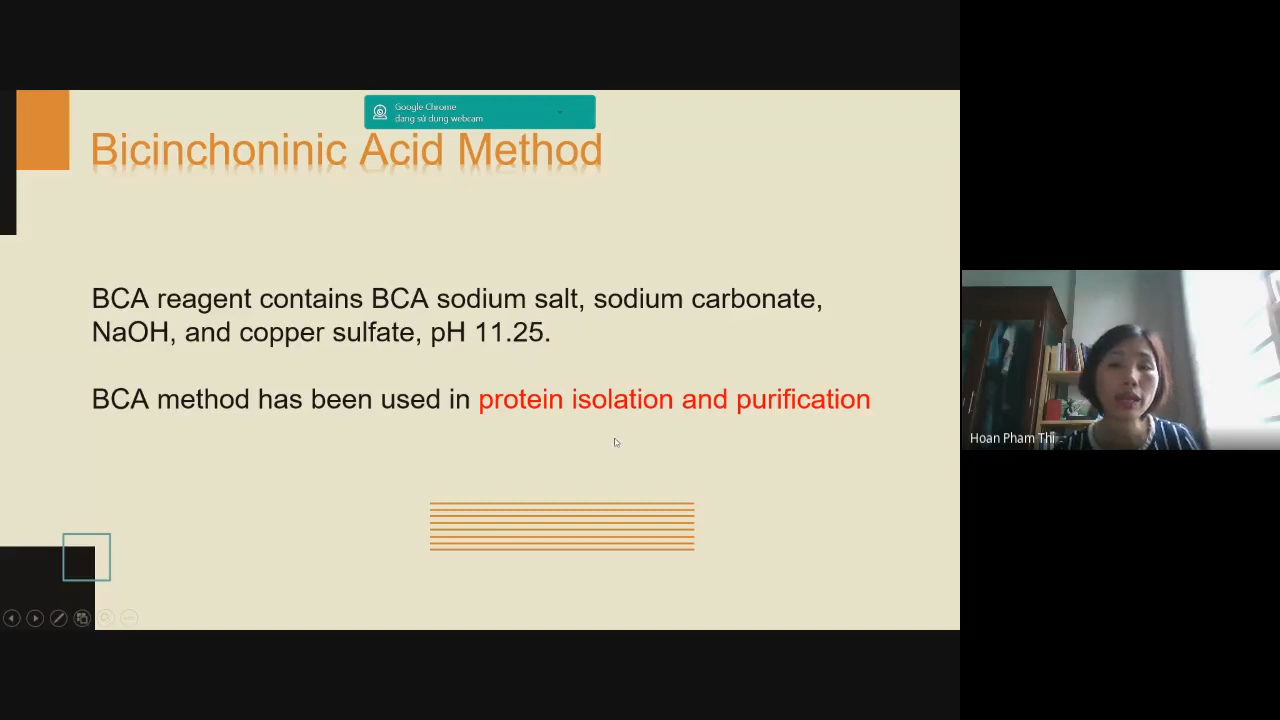 Google Chrome
đang sử dụng webcam
Bicinchoninic Acid Method
BCA reagent contains BCA sodium salt, sodium carbonate,
NaOH, and copper sulfate, pH 11.25.
BCA method has been used in protein isolation and purification
Hoan Pham Thi